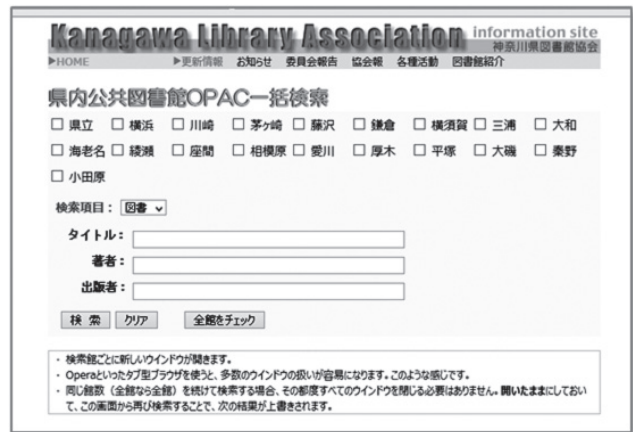 Kanagawa Library Association information site
神奈川県図書館協会
▶HOME ▶更新情報 お知らせ 委員会報告 協会報 各種活動 図書館紹介
県内公共図書館OPAC一括検索
□ 県立 □ 横浜 □ 川崎 □ 茅ヶ崎 □ 藤沢 □ 鎌倉 □ 横須賀 □ 三浦 □ 大和
□ 海老名 □ 綾瀬 □ 座間 □ 相模原 □ 愛川 □ 厚木 □ 平塚 □ 大磯 □ 秦野
□ 小田原
検索項目： 図書
タイトル：
著者：
出版者：
検 索 クリア 全館をチェック
・ 検索館ごとに新しいウインドウが開きます。
・ Operaといったタブ型ブラウザを使うと、多数のウインドウの扱いが容易になります。このような感じです。
・ 同じ館数（全館なら全館）を続けて検索する場合、その都度すべてのウインドウを閉じる必要はありません。開いたままにしておい
て、この画面から再び検索することで、次の結果が上書きされます。